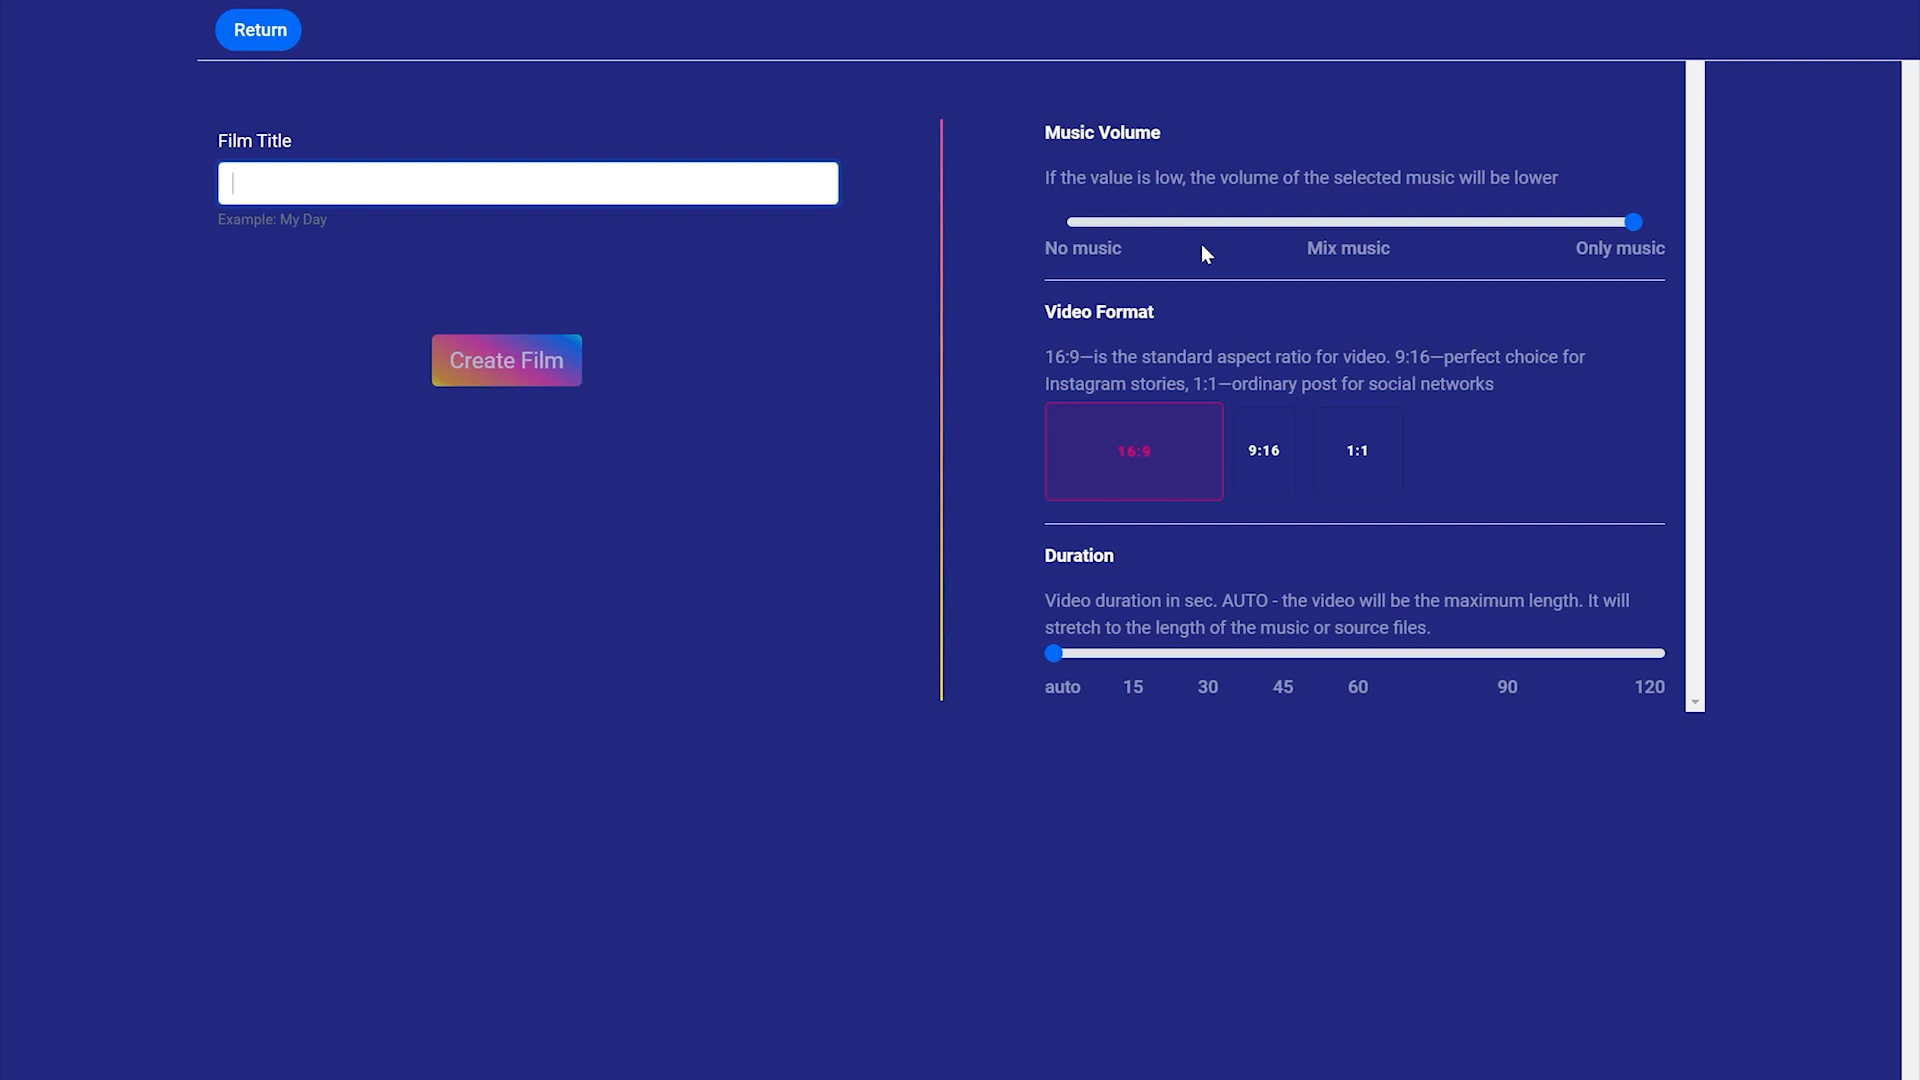 Return
Film Title
Example: My Day
Create Film
Music Volume
If the value is low, the volume of the selected music will be lower
No music Mix music Only music
Video Format
16:9—is the standard aspect ratio for video. 9:16—perfect choice for
Instagram stories, 1:1—ordinary post for social networks
16:9 9:16 1:1
Duration
Video duration in sec. AUTO - the video will be the maximum length. It will
stretch to the length of the music or source files.
auto 15 30 45 60 90 120